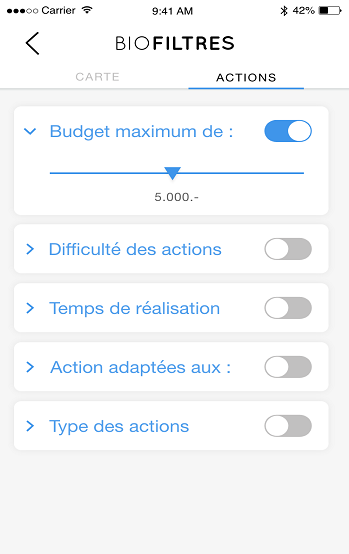 Carrier 9:41 AM 42%
BIOFILTRES
CARTE ACTIONS
Budget maximum de :
5.000.-
Difficulté des actions
Temps de réalisation
Action adaptées aux :
Type des actions